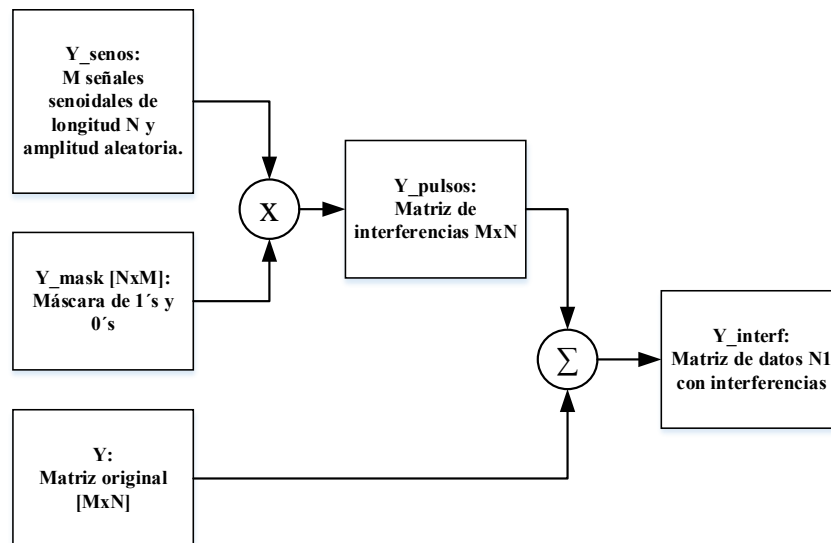 Y_senos:
M señales
senoidales de
longitud N y
amplitud aleatoria.
X
Y_pulsos:
Matriz de
interferencias MxN
Y_mask [NxM]:
Máscara de 1´s y
0´s
Y_interf:
Matriz de datos N1
con interferencias
∑
Y:
Matriz original
[MxN]